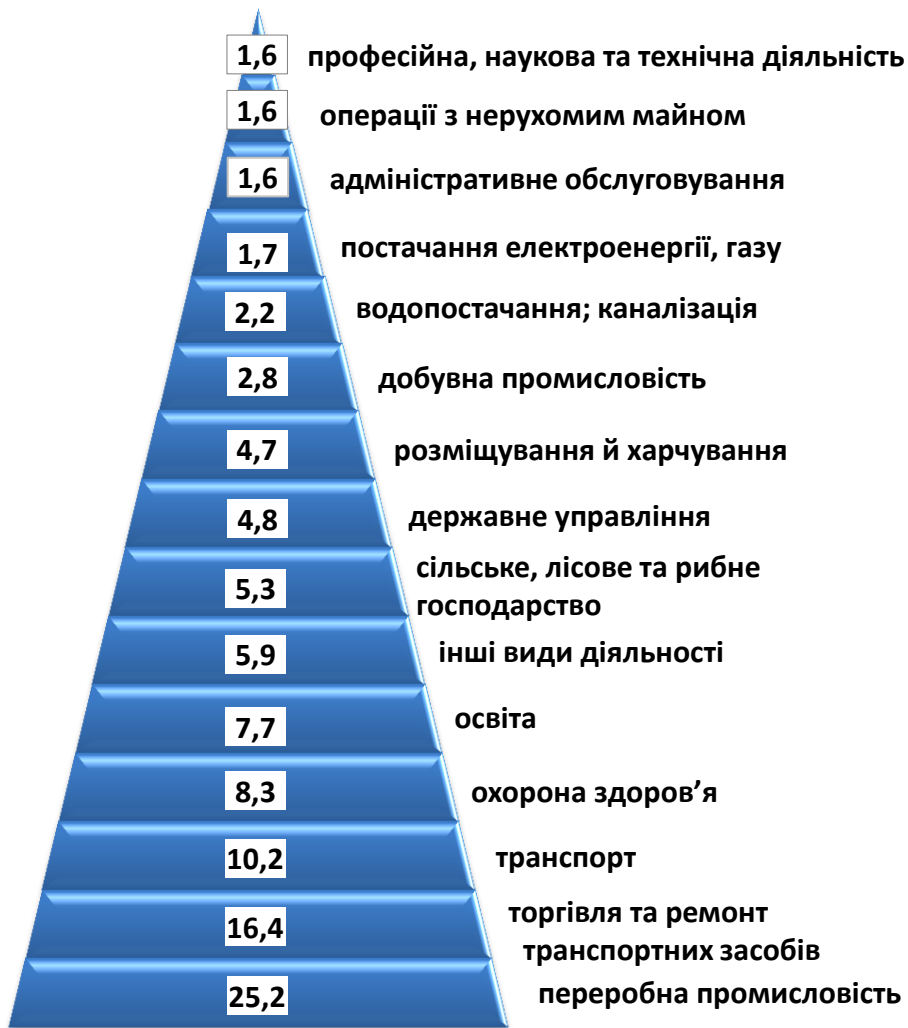 1,6 професійна, наукова та технічна діяльність
1,6 операції з нерухомим майном
1,6 адміністративне обслуговування
1,7 постачання електроенергії, газу
2,2 водопостачання; каналізація
2,8 добувна промисловість
4,7 розміщування й харчування
4,8 державне управління
5,3 сільське, лісове та рибне
господарство
5,9 інші види діяльності
7,7 освіта
8,3 охорона здоров’я
10,2 транспорт
16,4 торгівля та ремонт
транспортних засобів
25,2 переробна промисловість